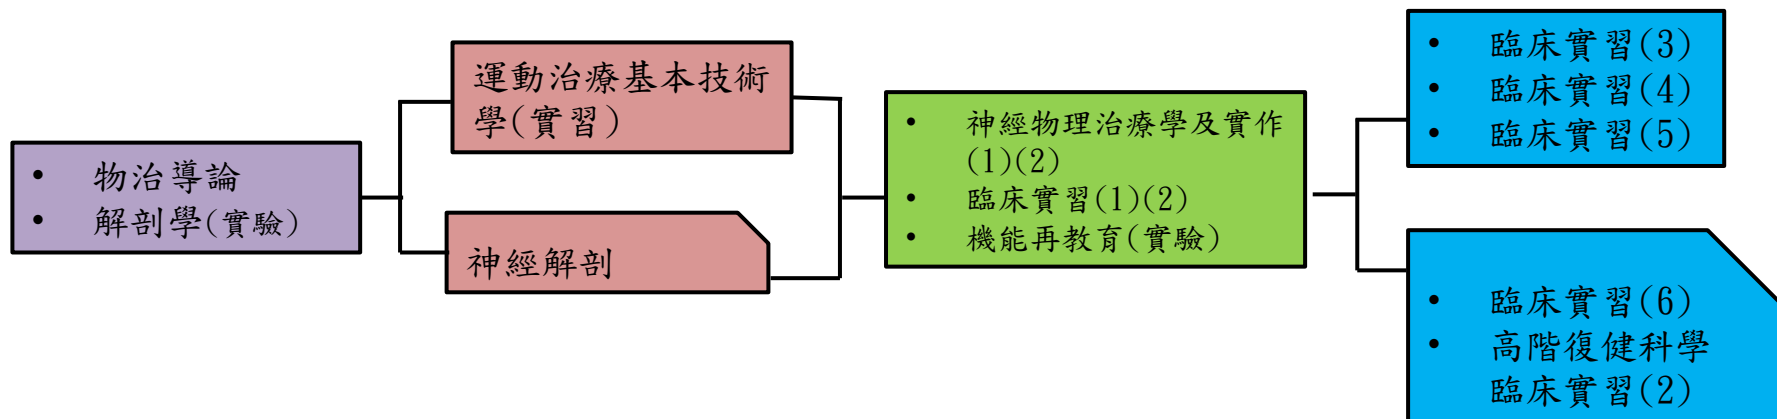 • 物治導論
• 解剖學(實驗)
運動治療基本技術
學(實習)
神經解剖
• 神經物理治療學及實作
(1)(2)
• 臨床實習(1)(2)
• 機能再教育(實驗)
• 臨床實習(3)
• 臨床實習(4)
• 臨床實習(5)
• 臨床實習(6)
• 高階復健科學
臨床實習(2)